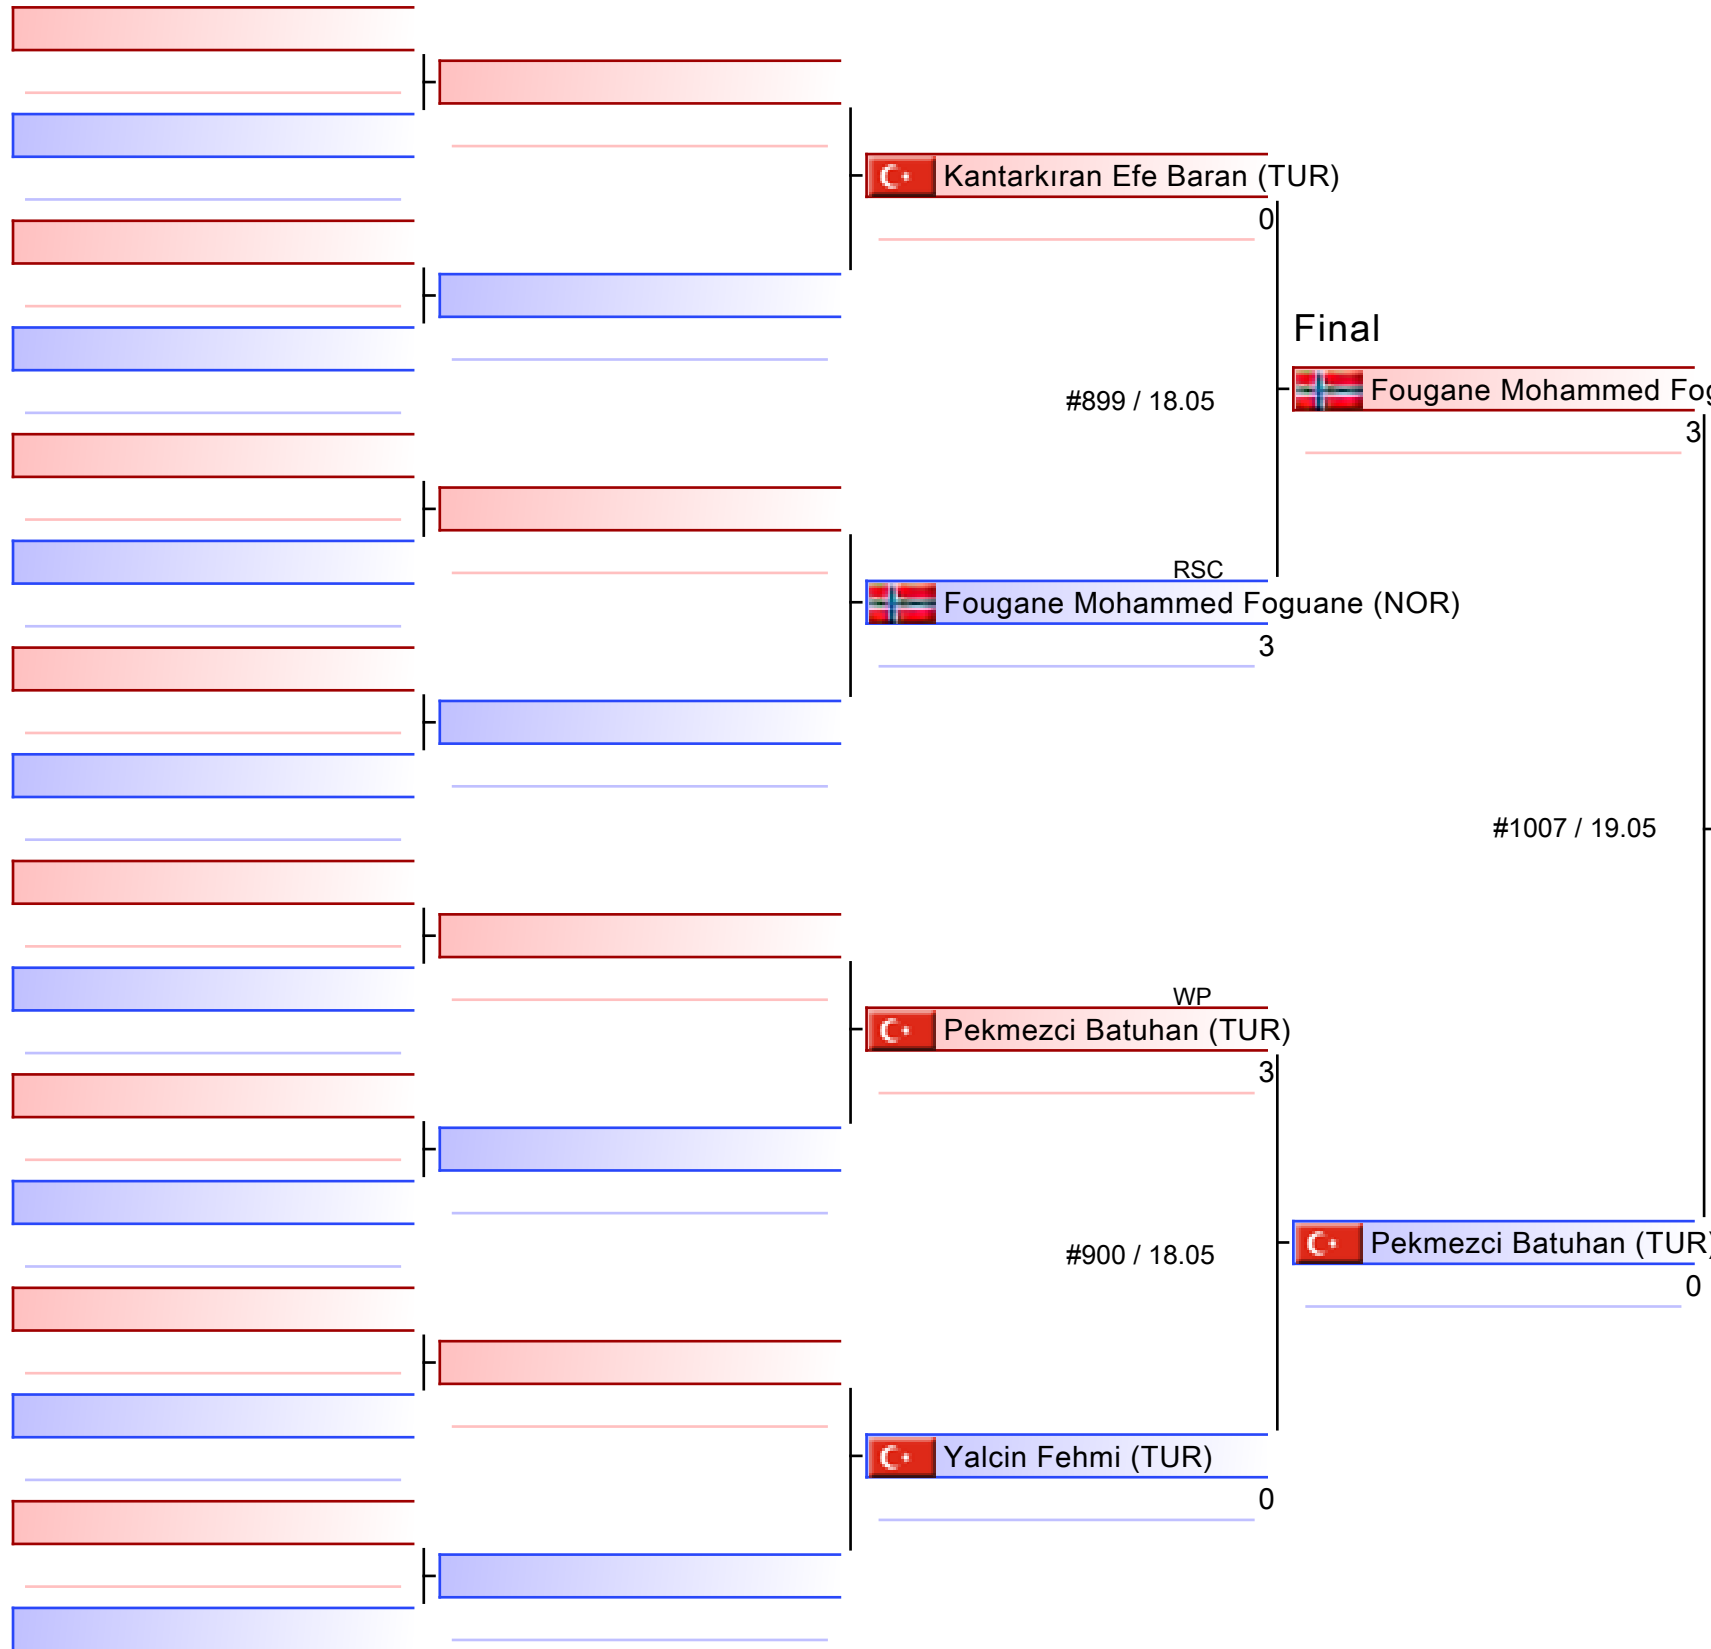 Kantarkıran Efe Baran (TUR)
0
Final
#899 / 18.05
Fougane Mohammed Fog
3
RSC
Fougane Mohammed Foguane (NOR)
3
#1007 / 19.05
WP
Pekmezci Batuhan (TUR)
3
#900 / 18.05
Pekmezci Batuhan (TUR)
0
Yalcin Fehmi (TUR)
0